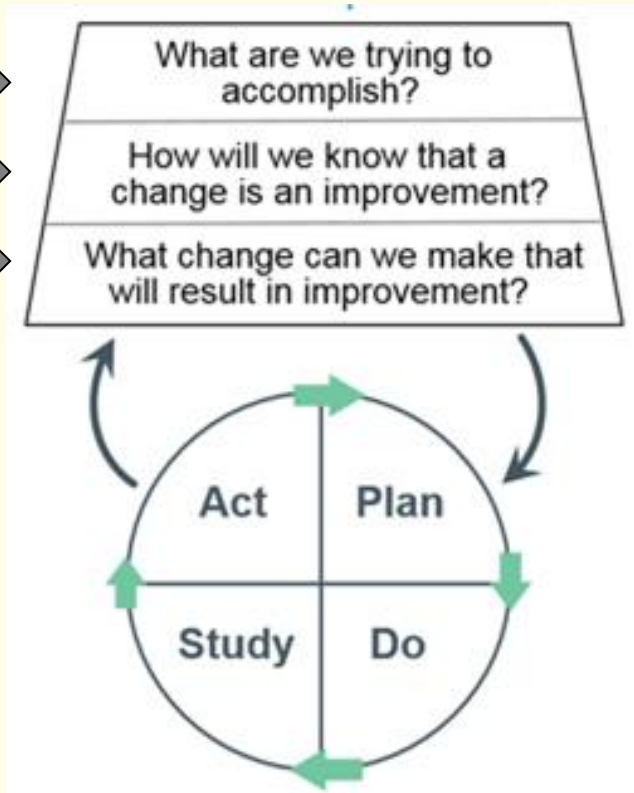 What are we trying to
accomplish?
How will we know that a
change is an improvement?
What change can we make that
will result in improvement?
Act
Plan
Study
Do